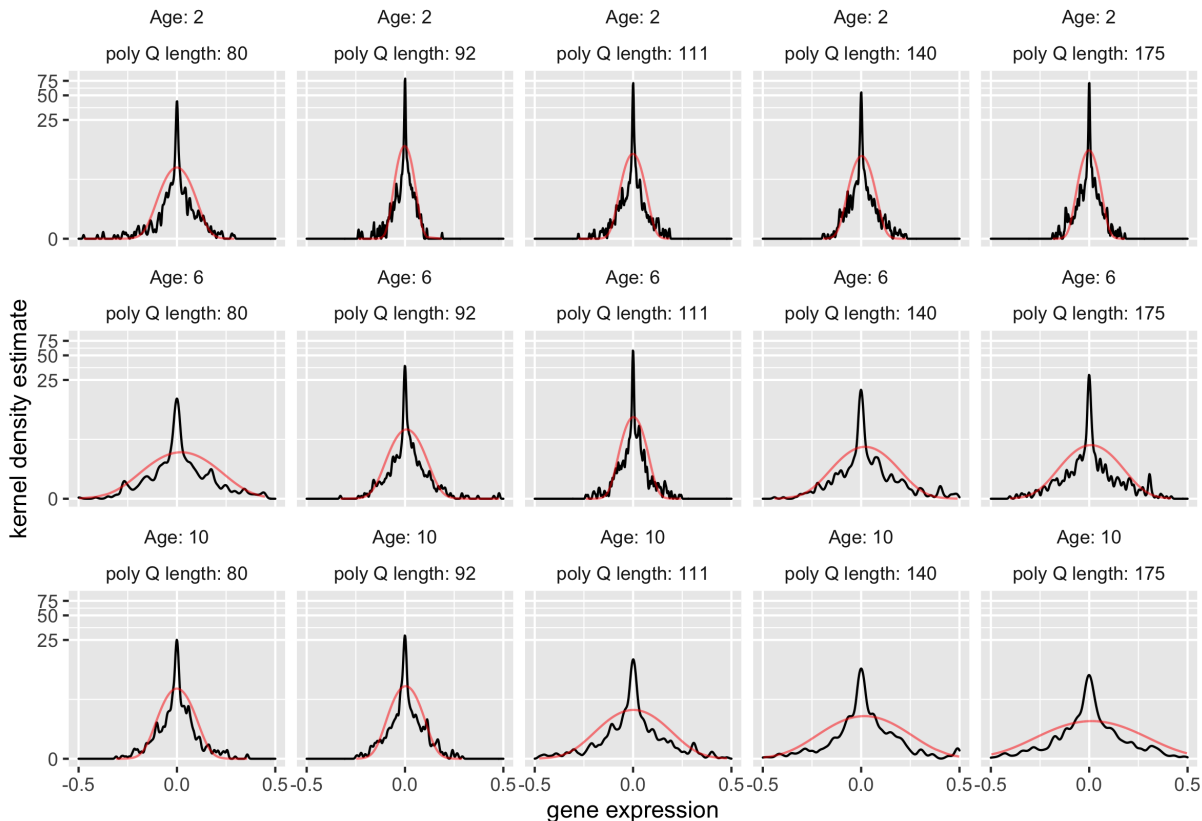 Age: 2 Age: 2 Age: 2 Age: 2 Age: 2
poly Q length: 80 poly Q length: 92 poly Q length: 111 poly Q length: 140 poly Q length: 175
75
50
25
0
Age: 6 Age: 6 Age: 6 Age: 6 Age: 6
poly Q length: 80 poly Q length: 92 poly Q length: 111 poly Q length: 140 poly Q length: 175
75
50
25
0
kernel density estimate
Age: 10 Age: 10 Age: 10 Age: 10 Age: 10
poly Q length: 80 poly Q length: 92 poly Q length: 111 poly Q length: 140 poly Q length: 175
75
50
25
0
-0.5 0.0 0.5 -0.5 0.0 0.5 -0.5 0.0 0.5 -0.5 0.0 0.5 -0.5 0.0 0.5
gene expression